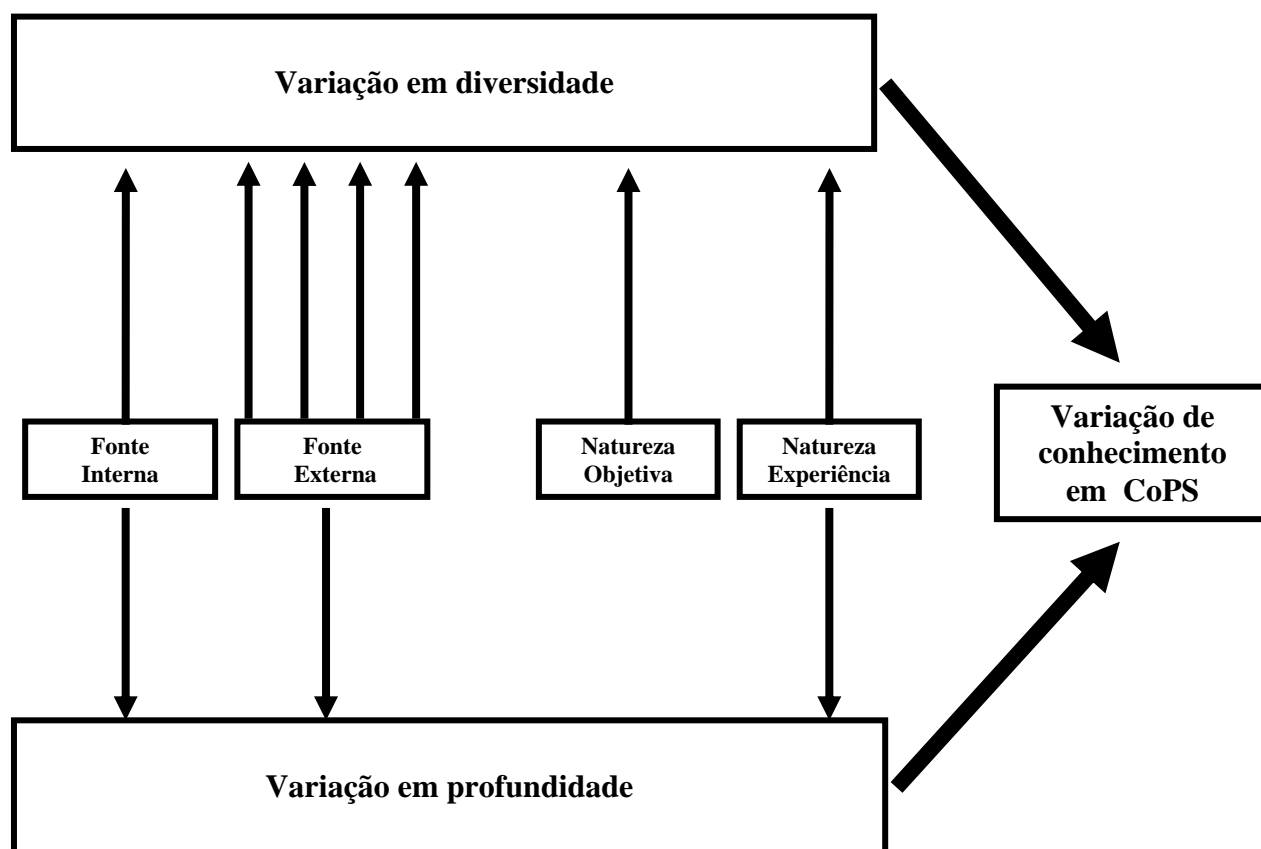 Variação em diversidade
Fonte
Interna
Fonte
Externa
Natureza
Objetiva
Natureza
Experiência
Variação de
conhecimento
em CoPS
Variação em profundidade